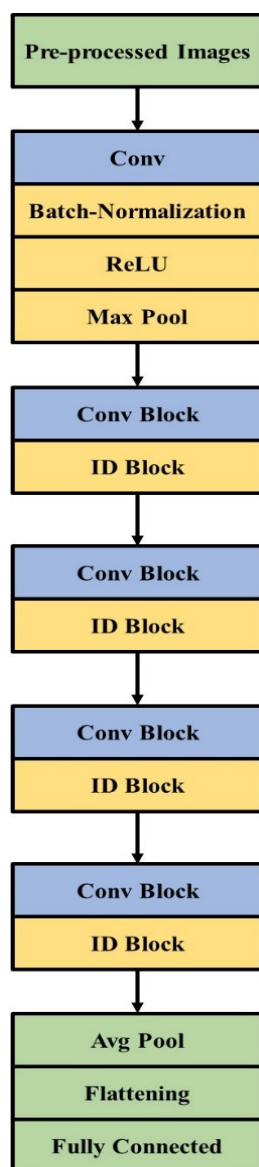 Pre-processed Images
Conv
Batch-Normalization
ReLU
Max Pool
Conv Block
ID Block
Conv Block
ID Block
Conv Block
ID Block
Conv Block
ID Block
Avg Pool
Flattening
Fully Connected